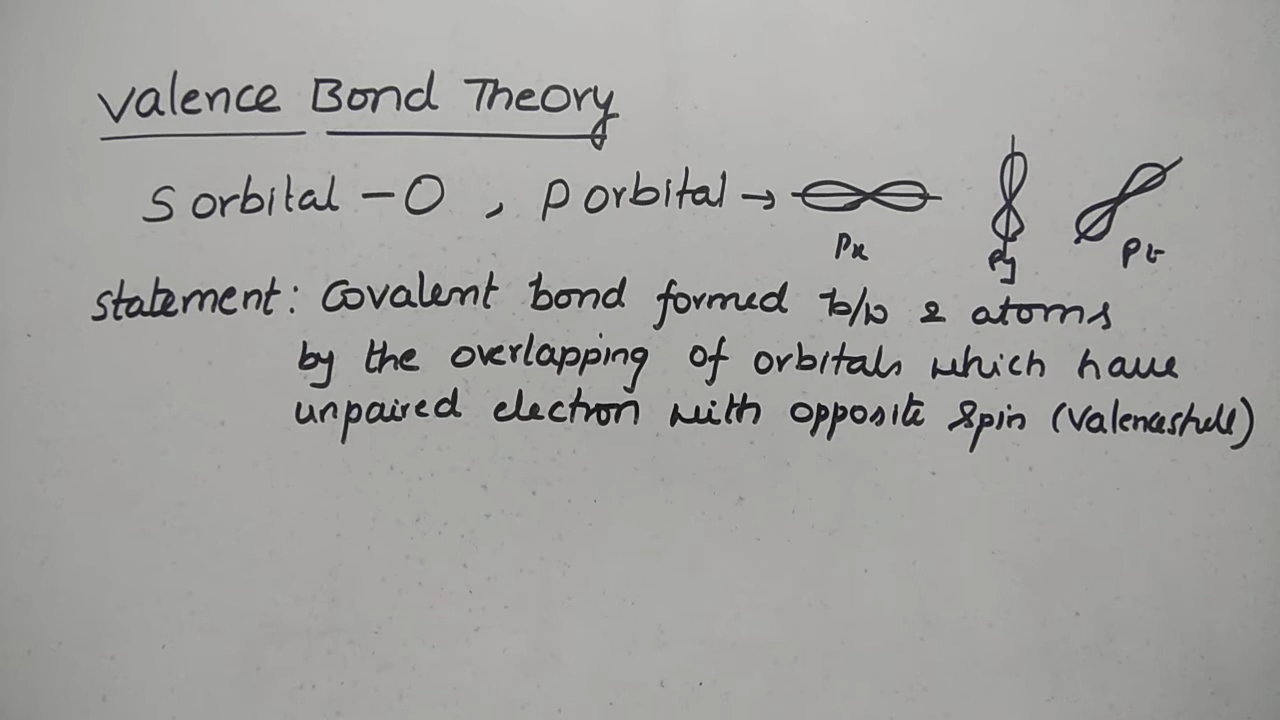 Valence Bond Theory
S orbital - O , p orbital →
Px Py Pz
Statement: Covalent bond formed b/w 2 atoms
by the overlapping of orbitals which have
unpaired electron with opposite spin (Valenceshell)